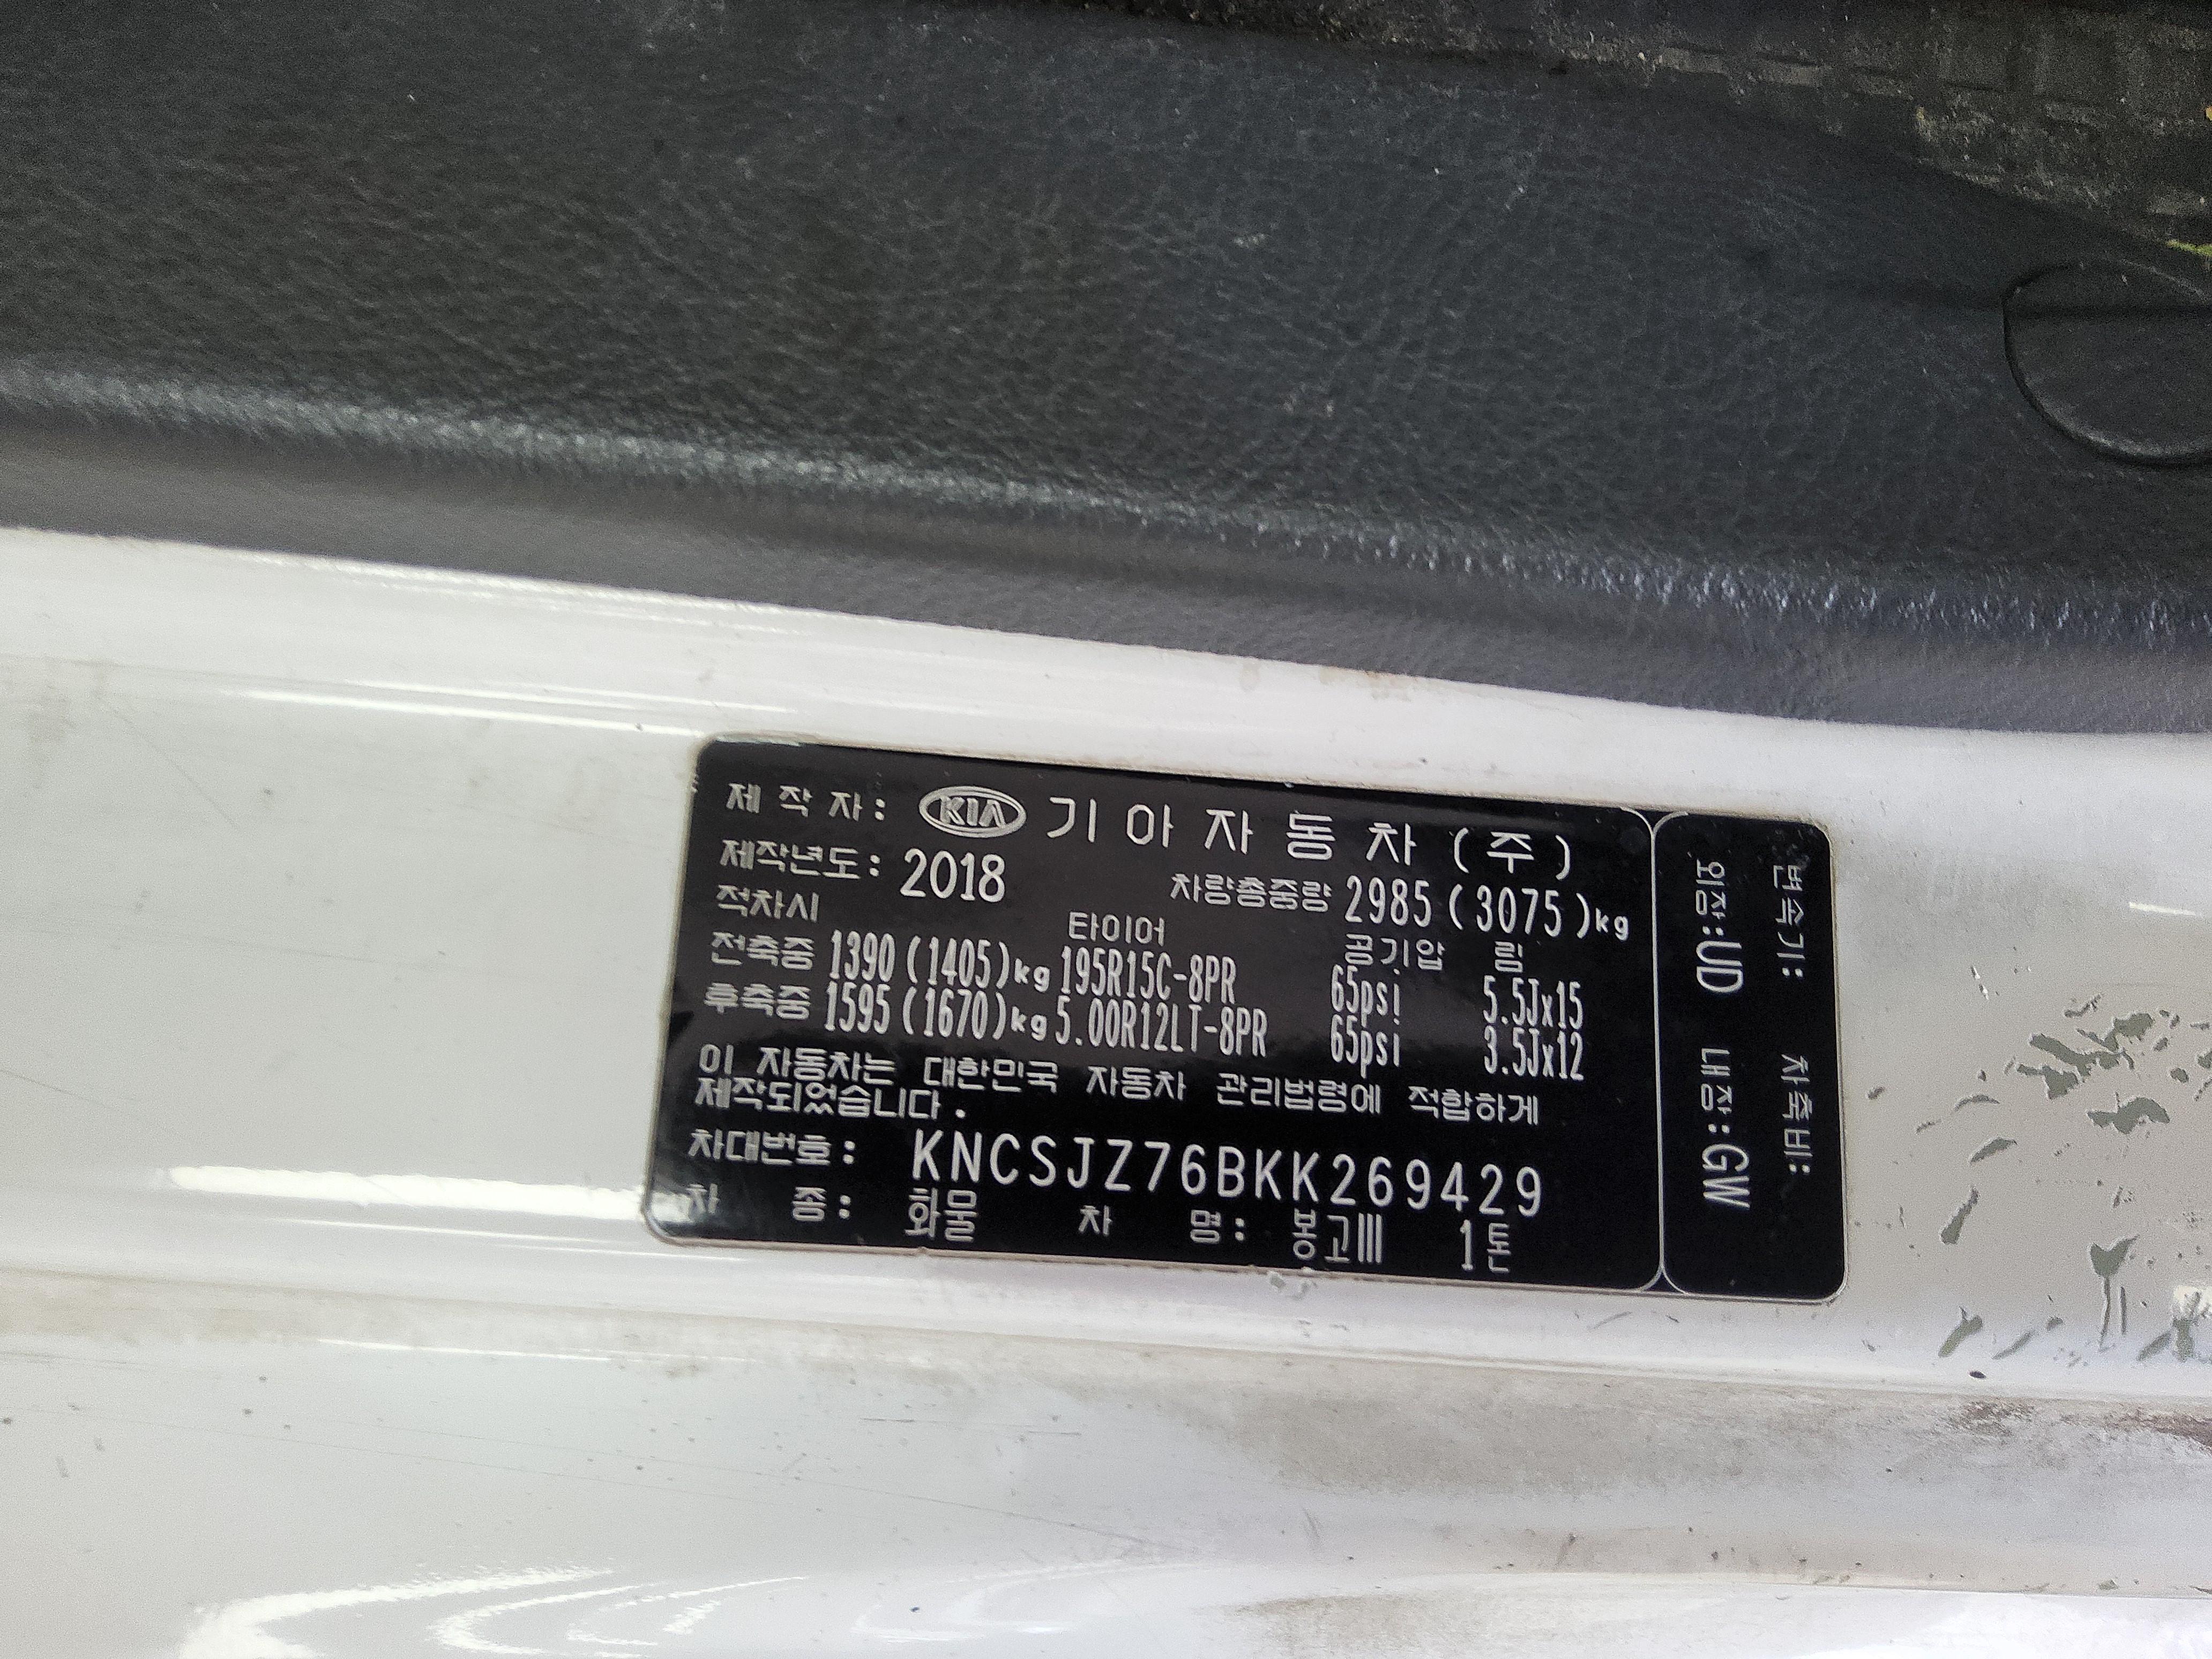 제 작 자: KIA 기 아 자 동 차 (주)
제작년도: 2018 차량총중량 2985 (3075)kg
적차시 타이어 공기압 림
전축중 1390 (1405)kg 195R15C-8PR 65psi 5.5Jx15
후축중 1595 (1670)kg 5.00R12LT-8PR 65psi 3.5Jx12
이 자동차는 대한민국 자동차 관리법령에 적합하게
제작되었습니다.
차대번호: KNCSJZ76BKK269429
차 종: 화물 차 명: 봉고III 1톤
변속기: 차축비:
외장:UD 내장:GW